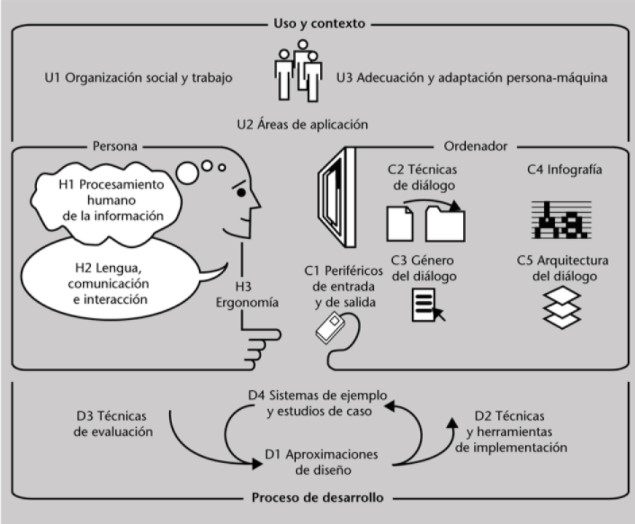 Uso y contexto
U1 Organización social y trabajo
U3 Adecuación y adaptación persona-máquina
U2 Áreas de aplicación
Persona
H1 Procesamiento
humano
de la información
H2 Lengua,
comunicación
e interacción
H3
Ergonomía
Ordenador
C1 Periféricos
de entrada
y de salida
C2 Técnicas
de diálogo
C3 Género
del diálogo
C4 Infografía
Aa
C5 Arquitectura
del diálogo
D3 Técnicas
de evaluación
D4 Sistemas de ejemplo
y estudios de caso
D1 Aproximaciones
de diseño
D2 Técnicas
y herramientas
de implementación
Proceso de desarrollo